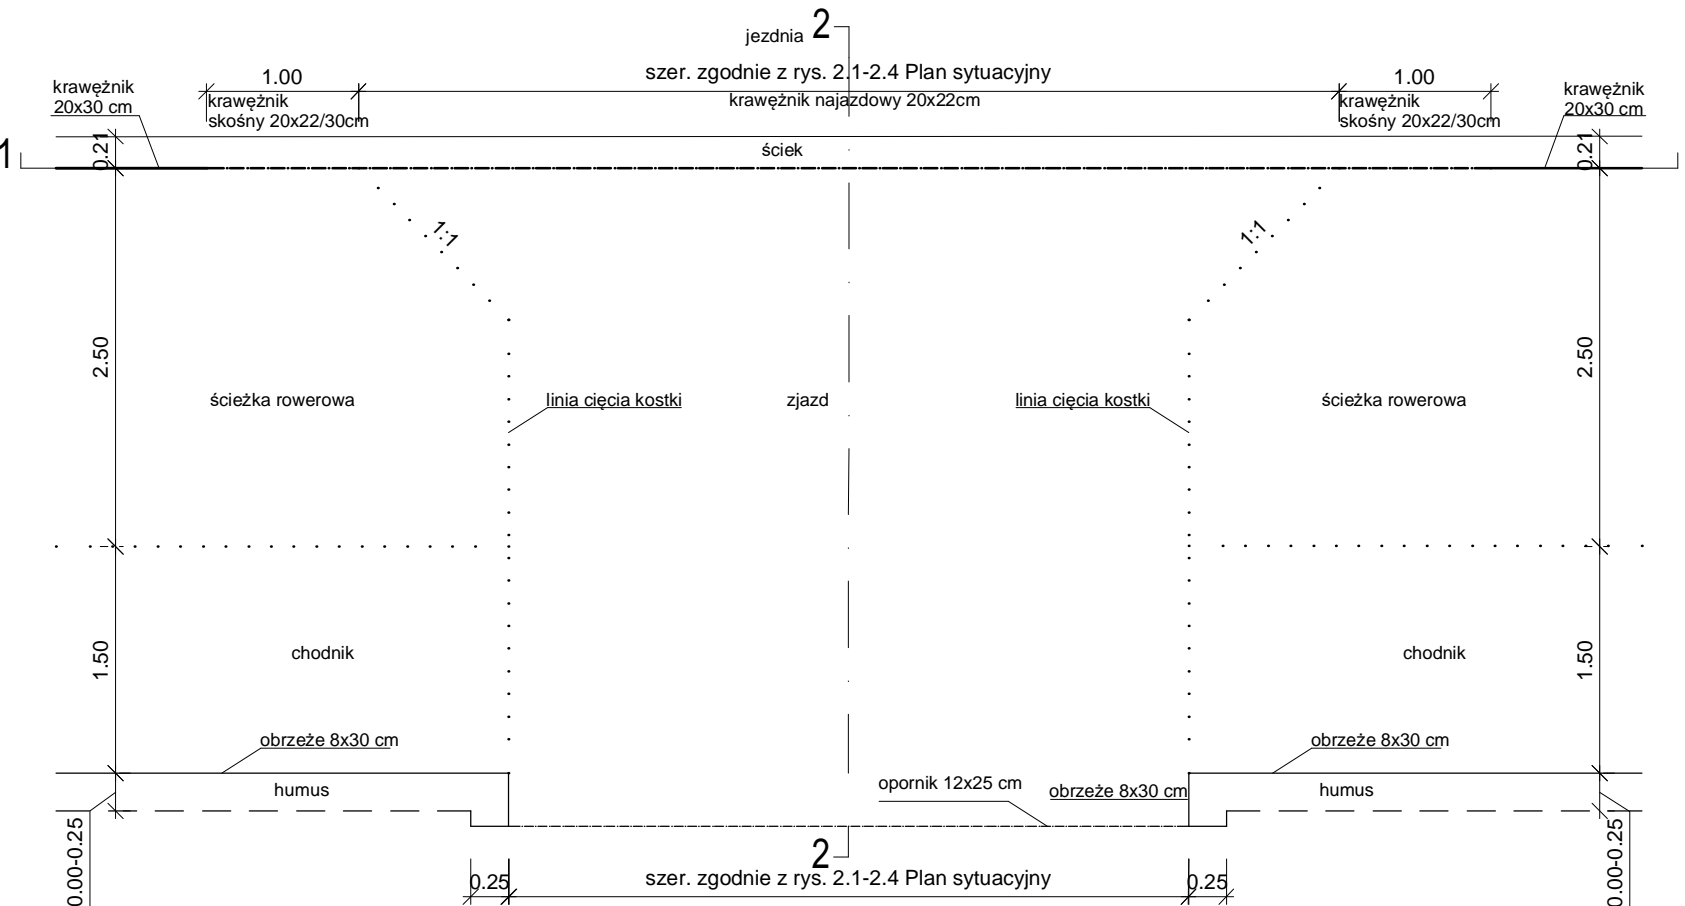 jezdnia 2
szer. zgodnie z rys. 2.1-2.4 Plan sytuacyjny
krawężnik
20x30 cm
1.00
krawężnik
skośny 20x22/30cm
krawężnik najazdowy 20x22cm
1.00
krawężnik
skośny 20x22/30cm
krawężnik
20x30 cm
1
0.21
ściek
0.21
1:1
1:1
2.50
ścieżka rowerowa
linia cięcia kostki
zjazd
linia cięcia kostki
ścieżka rowerowa
2.50
1.50
chodnik
chodnik
1.50
obrzeże 8x30 cm
obrzeże 8x30 cm
humus
opornik 12x25 cm
obrzeże 8x30 cm
humus
0.00-0.25
2
0.00-0.25
0.25
szer. zgodnie z rys. 2.1-2.4 Plan sytuacyjny
0.25